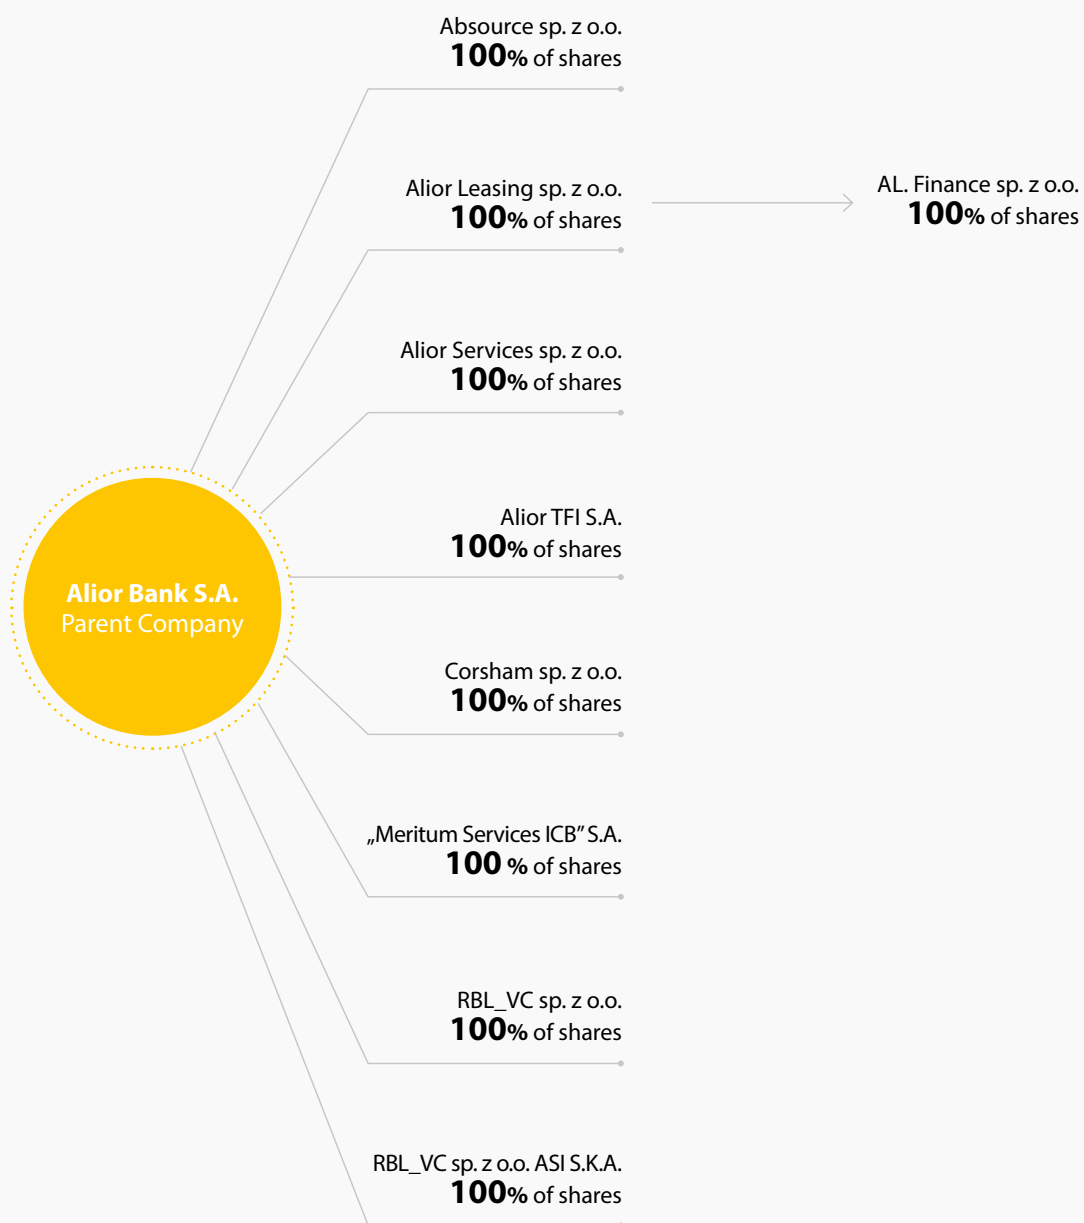 Absource sp. z o.o.
100% of shares
Alior Leasing sp. z o.o.
100% of shares
AL. Finance sp. z o.o.
100% of shares
Alior Services sp. z o.o.
100% of shares
Alior TFI S.A.
100% of shares
Alior Bank S.A.
Parent Company
Corsham sp. z o.o.
100% of shares
„Meritum Services ICB” S.A.
100 % of shares
RBL_VC sp. z o.o.
100% of shares
RBL_VC sp. z o.o. ASI S.K.A.
100% of shares